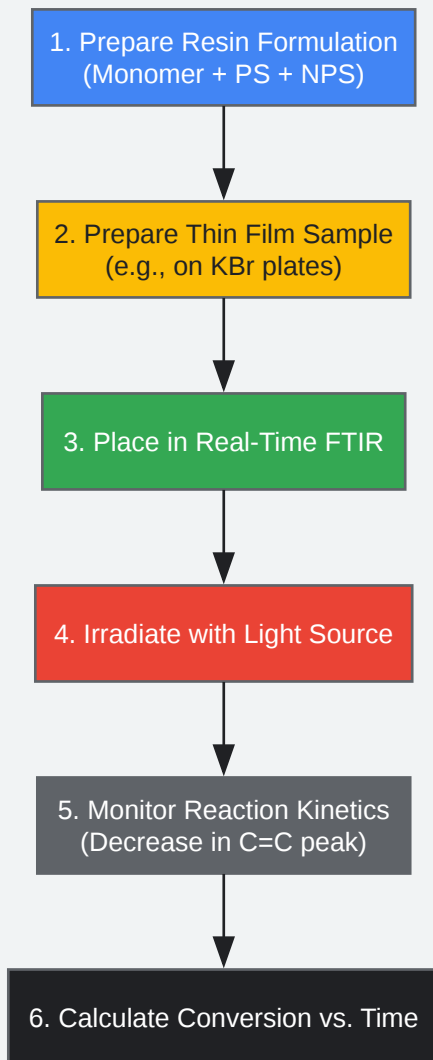 1. Prepare Resin Formulation
(Monomer + PS + NPS)
2. Prepare Thin Film Sample
(e.g., on KBr plates)
3. Place in Real-Time FTIR
4. Irradiate with Light Source
5. Monitor Reaction Kinetics
(Decrease in C=C peak)
6. Calculate Conversion vs. Time